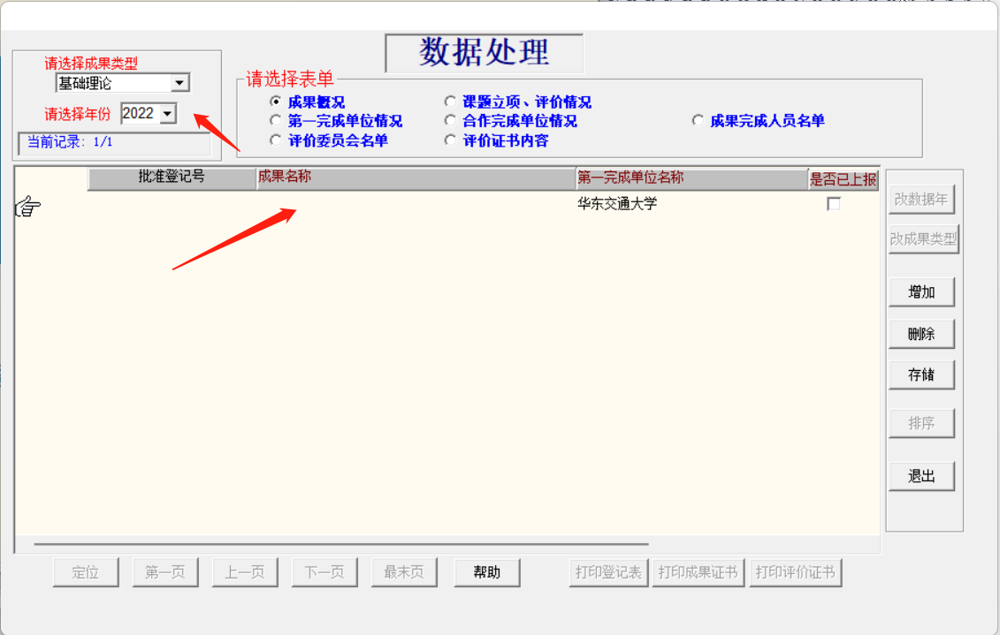 数据处理
请选择成果类型
基础理论
请选择年份 2022
当前记录：1/1
请选择表单
成果概况 课题立项、评价情况
第一完成单位情况 合作完成单位情况 成果完成人员名单
评价委员会名单 评价证书内容
批准登记号 成果名称 第一完成单位名称 是否已上报
华东交通大学
改数据年
改成果类型
增加
删除
存储
排序
退出
定位 第一页 上一页 下一页 最末页 帮助 打印登记表 打印成果证书 打印评价证书